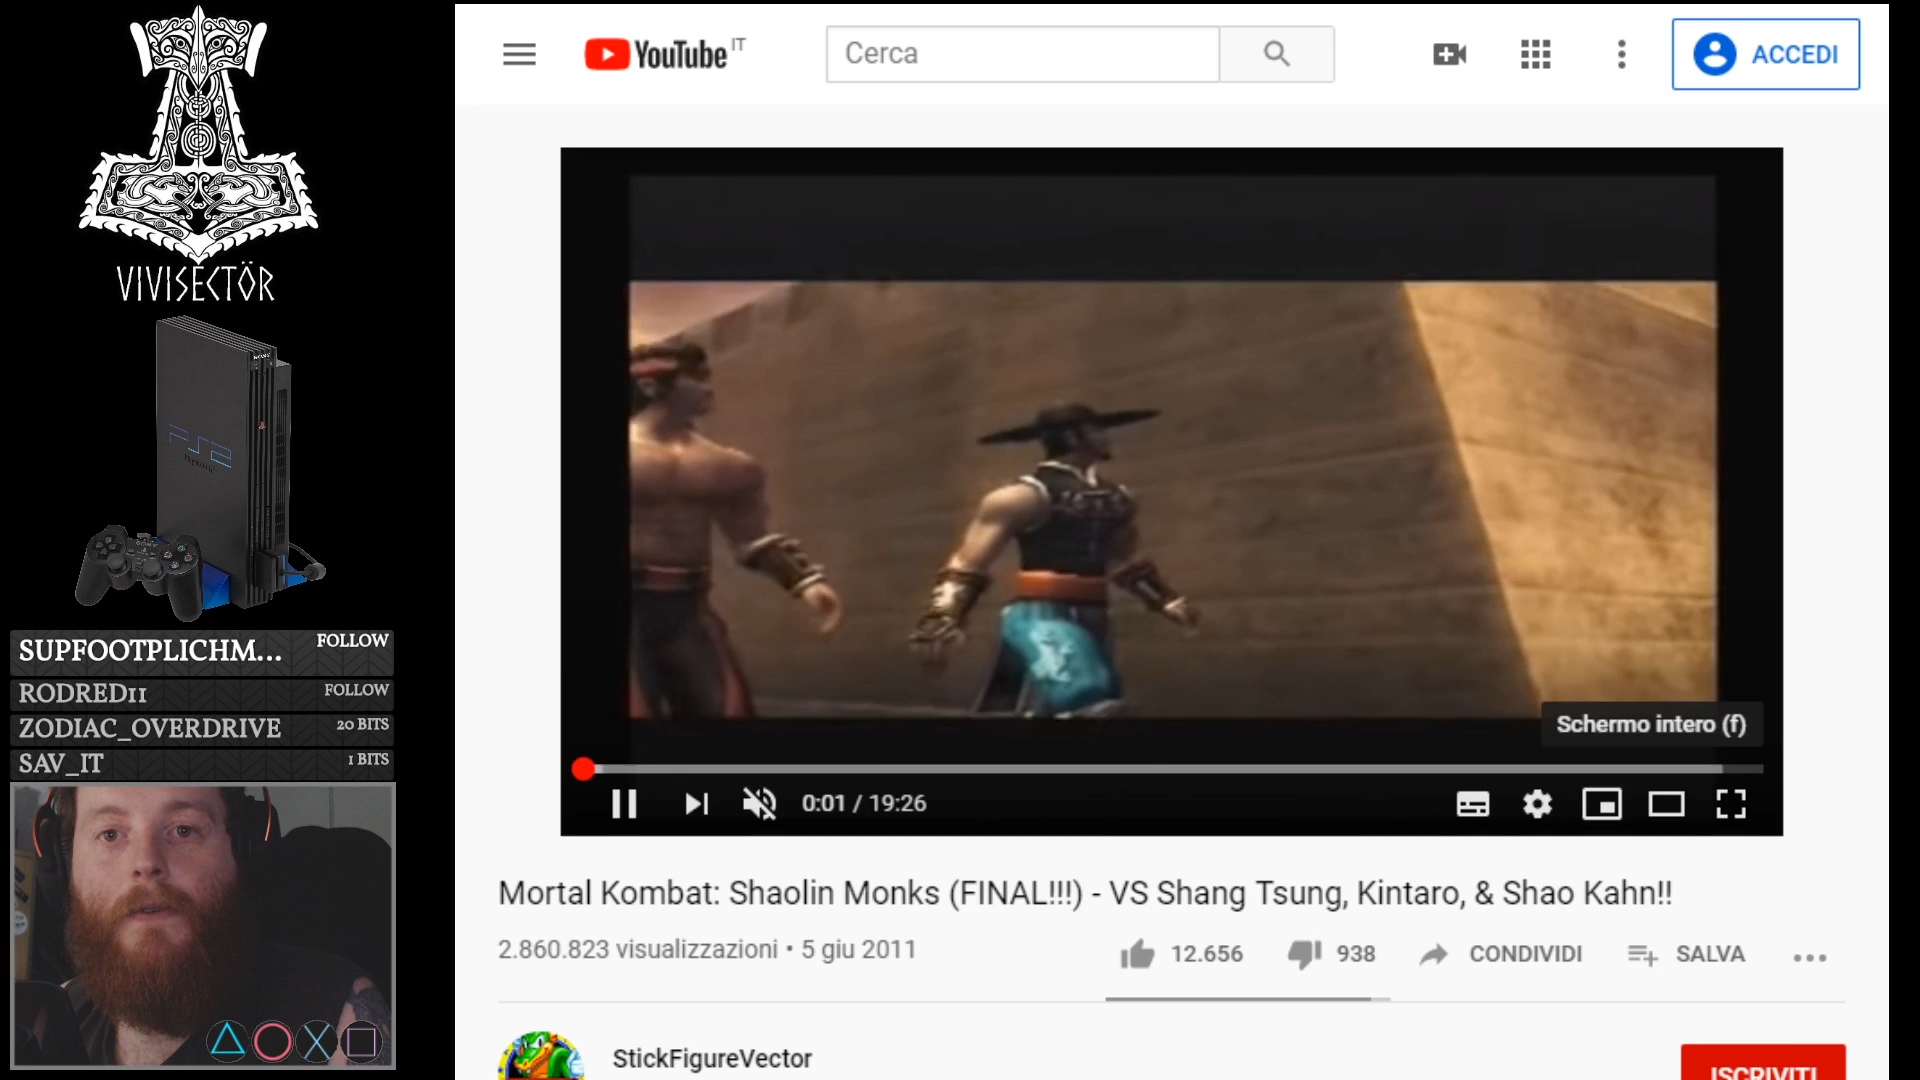 VIVISECTÖR
PS2
SUPFOOTPLICHM... FOLLOW
RODRED11 FOLLOW
ZODIAC_OVERDRIVE 20 BITS
SAV_IT 1 BITS
YouTube IT
Cerca
ACCEDI
Schermo intero (f)
0:01 / 19:26
Mortal Kombat: Shaolin Monks (FINAL!!!) - VS Shang Tsung, Kintaro, & Shao Kahn!!
2.860.823 visualizzazioni • 5 giu 2011
12.656 938 CONDIVIDI SALVA
StickFigureVector
ISCRIVITI